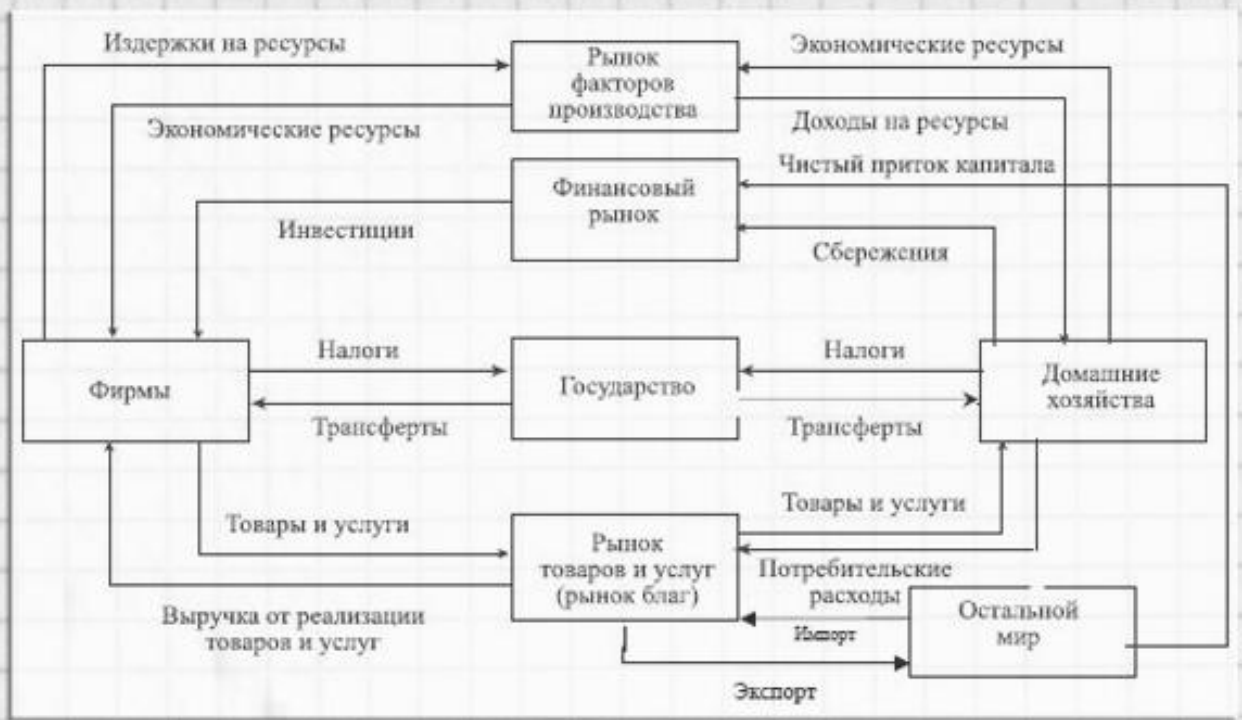 Издержки на ресурсы
Рынок
факторов
производства
Экономические ресурсы
Экономические ресурсы
Доходы на ресурсы
Чистый приток капитала
Финансовый
рынок
Инвестиции
Сбережения
Фирмы
Налоги
Трансферты
Государство
Налоги
Трансферты
Домашние
хозяйства
Товары и услуги
Выручка от реализации
товаров и услуг
Рынок
товаров и услуг
(рынок благ)
Товары и услуги
Потребительские
расходы
Импорт
Экспорт
Остальной
мир